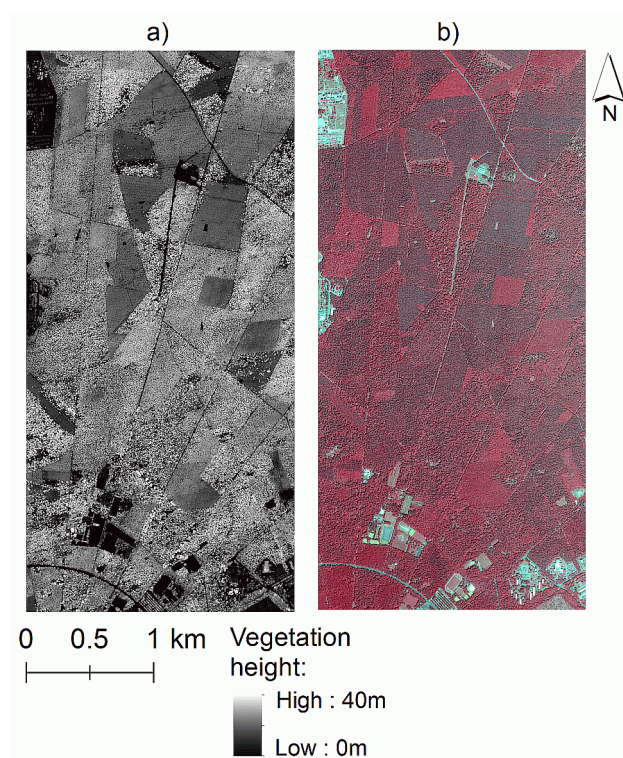 a)
b)
N
0 0.5 1 km
Vegetation
height:
High : 40m
Low : 0m